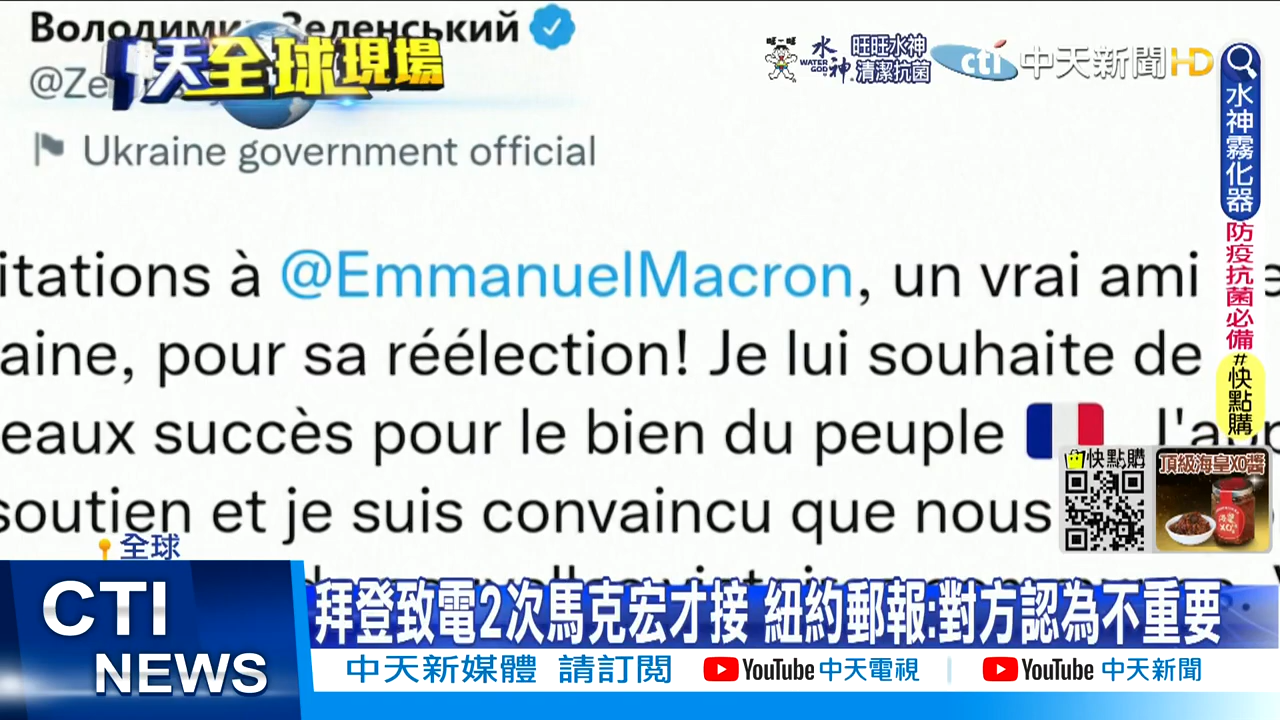 Володимир Зеленський
@Ze
中天全球現場
Ukraine government official
旺旺水神
清潔抗菌
水神
WATER GOD
cti 中天新聞HD
水神霧化器
防疫抗菌必備
#快點購
itations à @EmmanuelMacron, un vrai ami
aine, pour sa réélection! Je lui souhaite de
eaux succès pour le bien du peuple
soutien et je suis convaincu que nous
快點購
頂級海皇XO醬
全球
CTI
NEWS
拜登致電2次馬克宏才接 紐約郵報:對方認為不重要
中天新媒體 請訂閱 YouTube 中天電視 YouTube 中天新聞